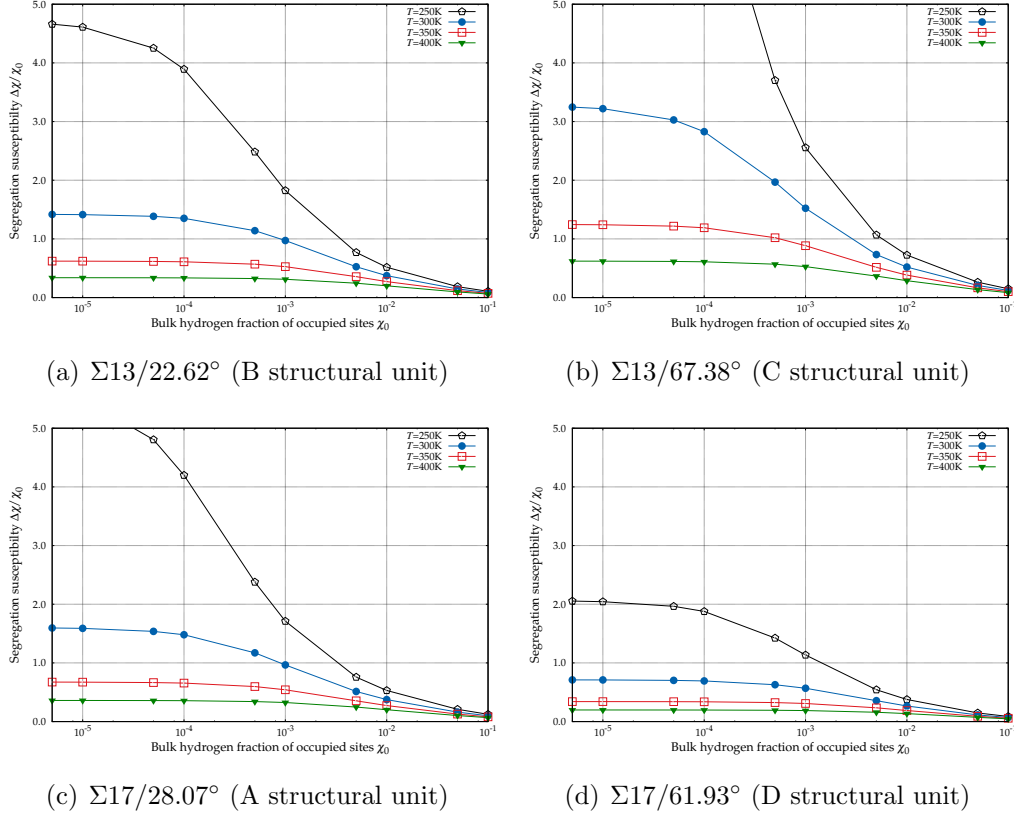 Segregation susceptibilty Δχ/χ₀
5.0
4.0
3.0
2.0
1.0
0.0
T=250K
T=300K
T=350K
T=400K
10⁻⁵
10⁻⁴
10⁻³
10⁻²
10⁻¹
Bulk hydrogen fraction of occupied sites χ₀
(a) Σ13/22.62° (B structural unit)
Segregation susceptibilty Δχ/χ₀
5.0
4.0
3.0
2.0
1.0
0.0
T=250K
T=300K
T=350K
T=400K
10⁻⁵
10⁻⁴
10⁻³
10⁻²
10⁻¹
Bulk hydrogen fraction of occupied sites χ₀
(b) Σ13/67.38° (C structural unit)
Segregation susceptibilty Δχ/χ₀
5.0
4.0
3.0
2.0
1.0
0.0
T=250K
T=300K
T=350K
T=400K
10⁻⁵
10⁻⁴
10⁻³
10⁻²
10⁻¹
Bulk hydrogen fraction of occupied sites χ₀
(c) Σ17/28.07° (A structural unit)
Segregation susceptibilty Δχ/χ₀
5.0
4.0
3.0
2.0
1.0
0.0
T=250K
T=300K
T=350K
T=400K
10⁻⁵
10⁻⁴
10⁻³
10⁻²
10⁻¹
Bulk hydrogen fraction of occupied sites χ₀
(d) Σ17/61.93° (D structural unit)